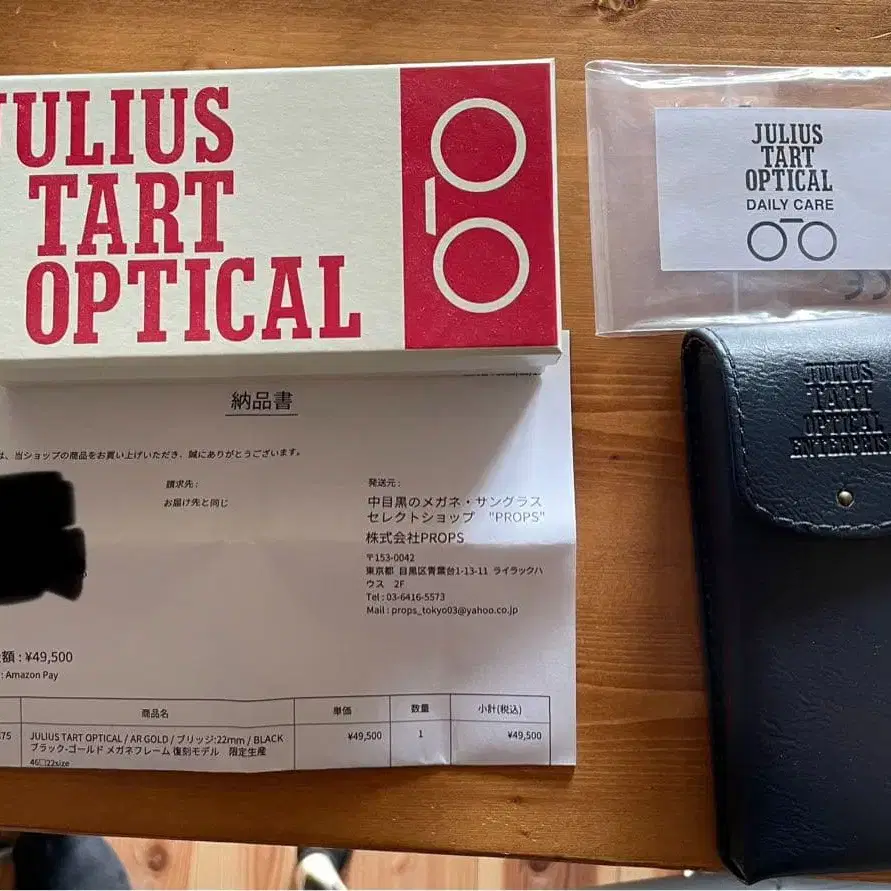 JULIUS
TART
OPTICAL
JULIUS
TART
OPTICAL
DAILY CARE
JULIUS
TART
OPTICAL
納品書
は、当ショップの商品をお買い上げいただき、誠にありがとうございます。
請求先 :
お届け先と同じ
発送元 :
中目黒のメガネ・サングラス
セレクトショップ "PROPS"
株式会社PROPS
〒153-0042
東京都 目黒区青葉台1-13-11 ライラックハ
ウス 2F
Tel : 03-6416-5573
Mail : props_tokyo03@yahoo.co.jp
額 : ¥49,500
: Amazon Pay
商品名 単価 数量 小計(税込)
75 JULIUS TART OPTICAL / AR GOLD / ブリッジ:22mm / BLACK ¥49,500 1 ¥49,500
ブラック-ゴールド メガネフレーム 復刻モデル 限定生産
46□22size